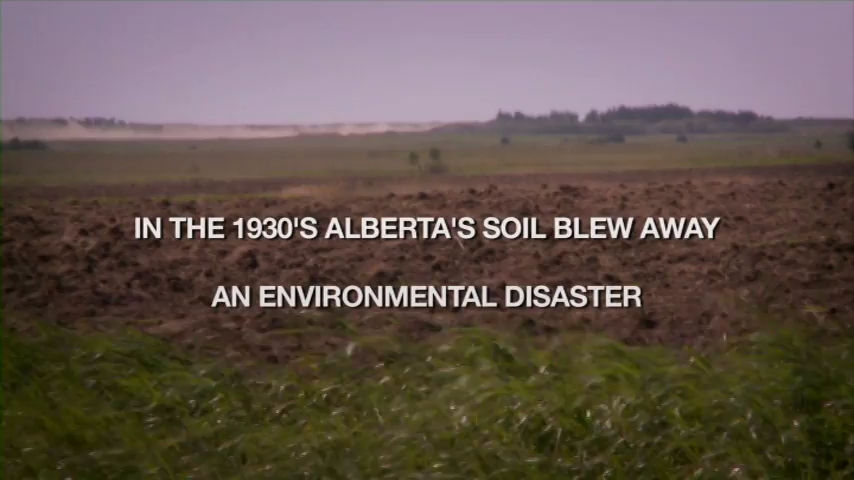 IN THE 1930'S ALBERTA'S SOIL BLEW AWAY
AN ENVIRONMENTAL DISASTER